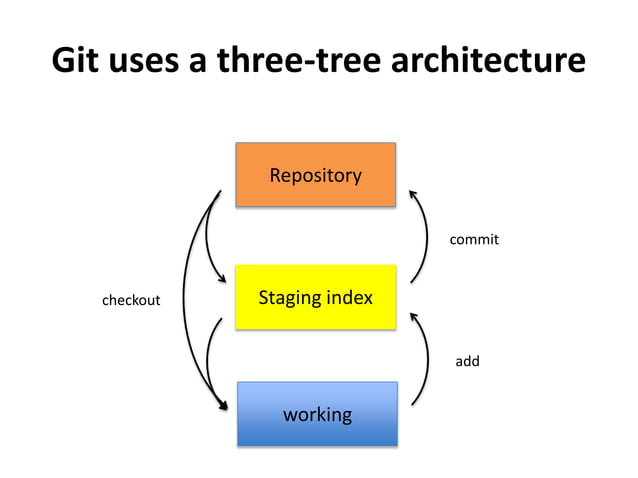 Git uses a three-tree architecture
Repository
commit
checkout
Staging index
add
working